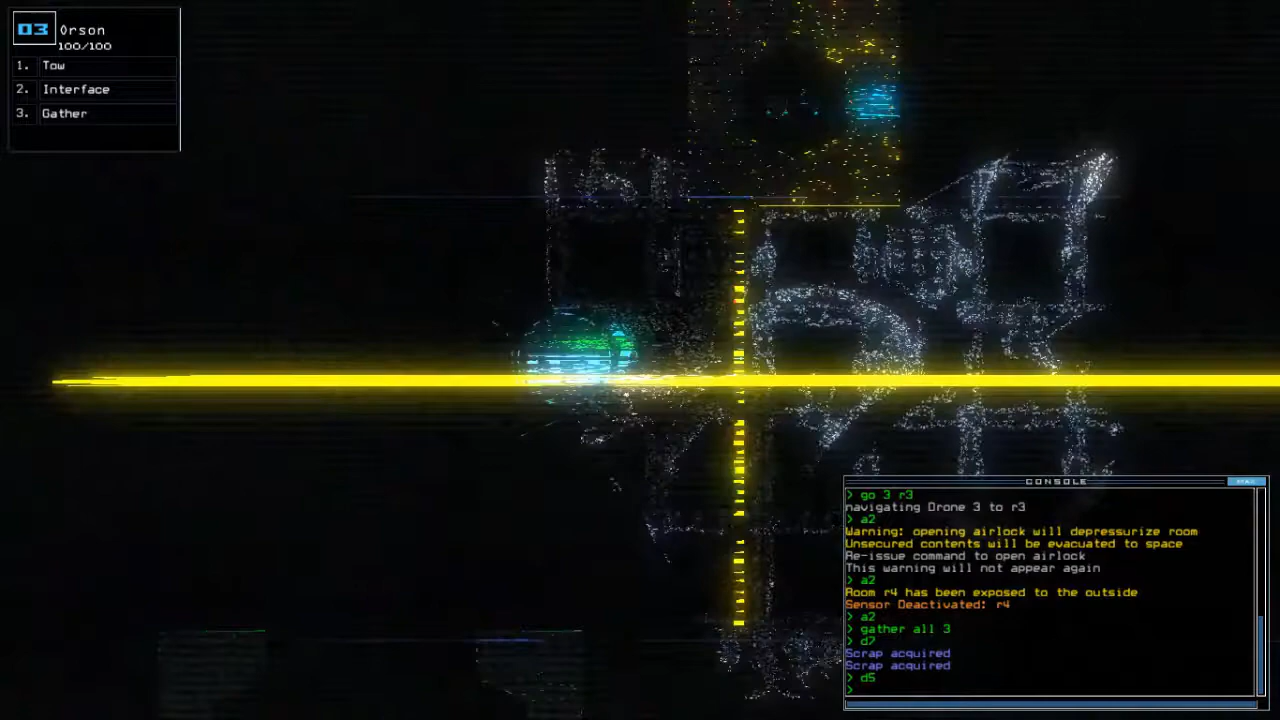 03 Orson
100/100
1. Tow
2. Interface
3. Gather
CONSOLE
> go 3 r3
navigating Drone 3 to r3
> a2
Warning: opening airlock will depressurize room
Unsecured contents will be evacuated to space
Re-issue command to open airlock
This warning will not appear again
> a2
Room r4 has been exposed to the outside
Sensor Deactivated: r4
> a2
> gather all 3
> d7
Scrap acquired
Scrap acquired
> d5
>